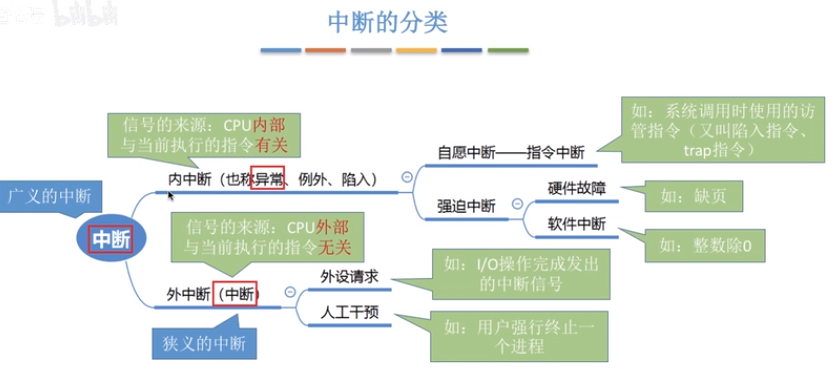 中断的分类
信号的来源：CPU内部
与当前执行的指令有关
如：系统调用时使用的访
管指令（又叫陷入指令、
trap指令）
自愿中断——指令中断
内中断（也称异常、例外、陷入）
硬件故障
如：缺页
强迫中断
软件中断
如：整数除0
广义的中断
中断
信号的来源：CPU外部
与当前执行的指令无关
外设请求
如：I/O操作完成发出
的中断信号
外中断（中断）
人工干预
如：用户强行终止一
个进程
狭义的中断